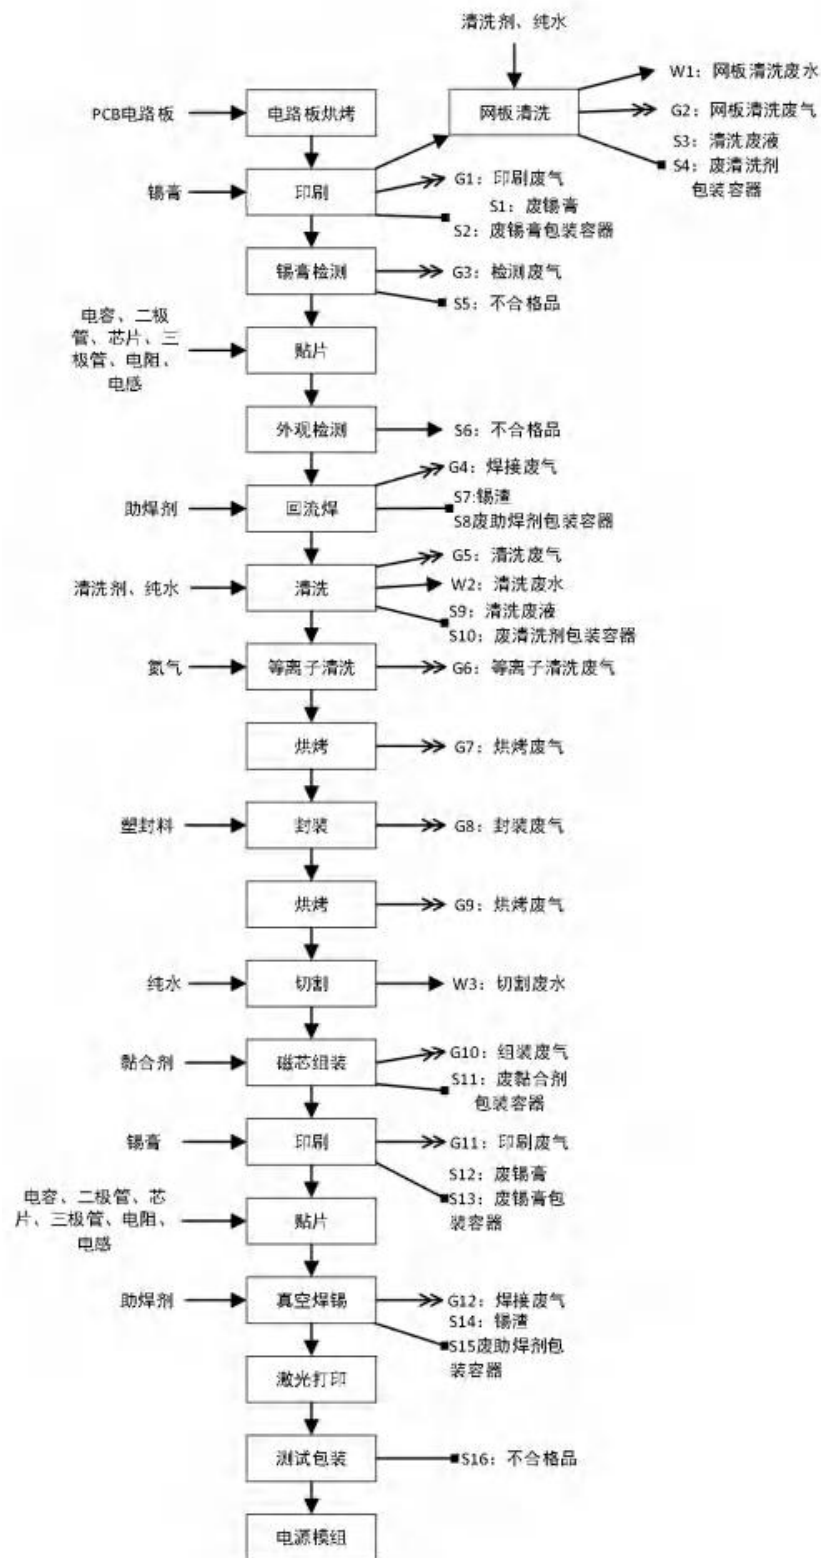 清洗剂、纯水
W1：网板清洗废水
PCB电路板
电路板烘烤
网板清洗
G2：网板清洗废气
S3：清洗废液
S4：废清洗剂
包装容器
锡膏
印刷
G1：印刷废气
S1：废锡膏
S2：废锡膏包装容器
锡膏检测
G3：检测废气
S5：不合格品
电容、二极
管、芯片、三
极管、电阻、
电感
贴片
外观检测
S6：不合格品
G4：焊接废气
助焊剂
回流焊
S7:锡渣
S8废助焊剂包装容器
G5：清洗废气
清洗剂、纯水
清洗
W2：清洗废水
S9：清洗废液
S10：废清洗剂包装容器
氮气
等离子清洗
G6：等离子清洗废气
烘烤
G7：烘烤废气
塑封料
封装
G8：封装废气
烘烤
G9：烘烤废气
纯水
切割
W3：切割废水
黏合剂
磁芯组装
G10：组装废气
S11：废黏合剂
包装容器
锡膏
印刷
G11：印刷废气
S12：废锡膏
S13：废锡膏包
装容器
电容、二极管、芯
片、三极管、电阻、
电感
贴片
助焊剂
真空焊锡
G12：焊接废气
S14：锡渣
S15废助焊剂包
装容器
激光打印
测试包装
S16：不合格品
电源模组